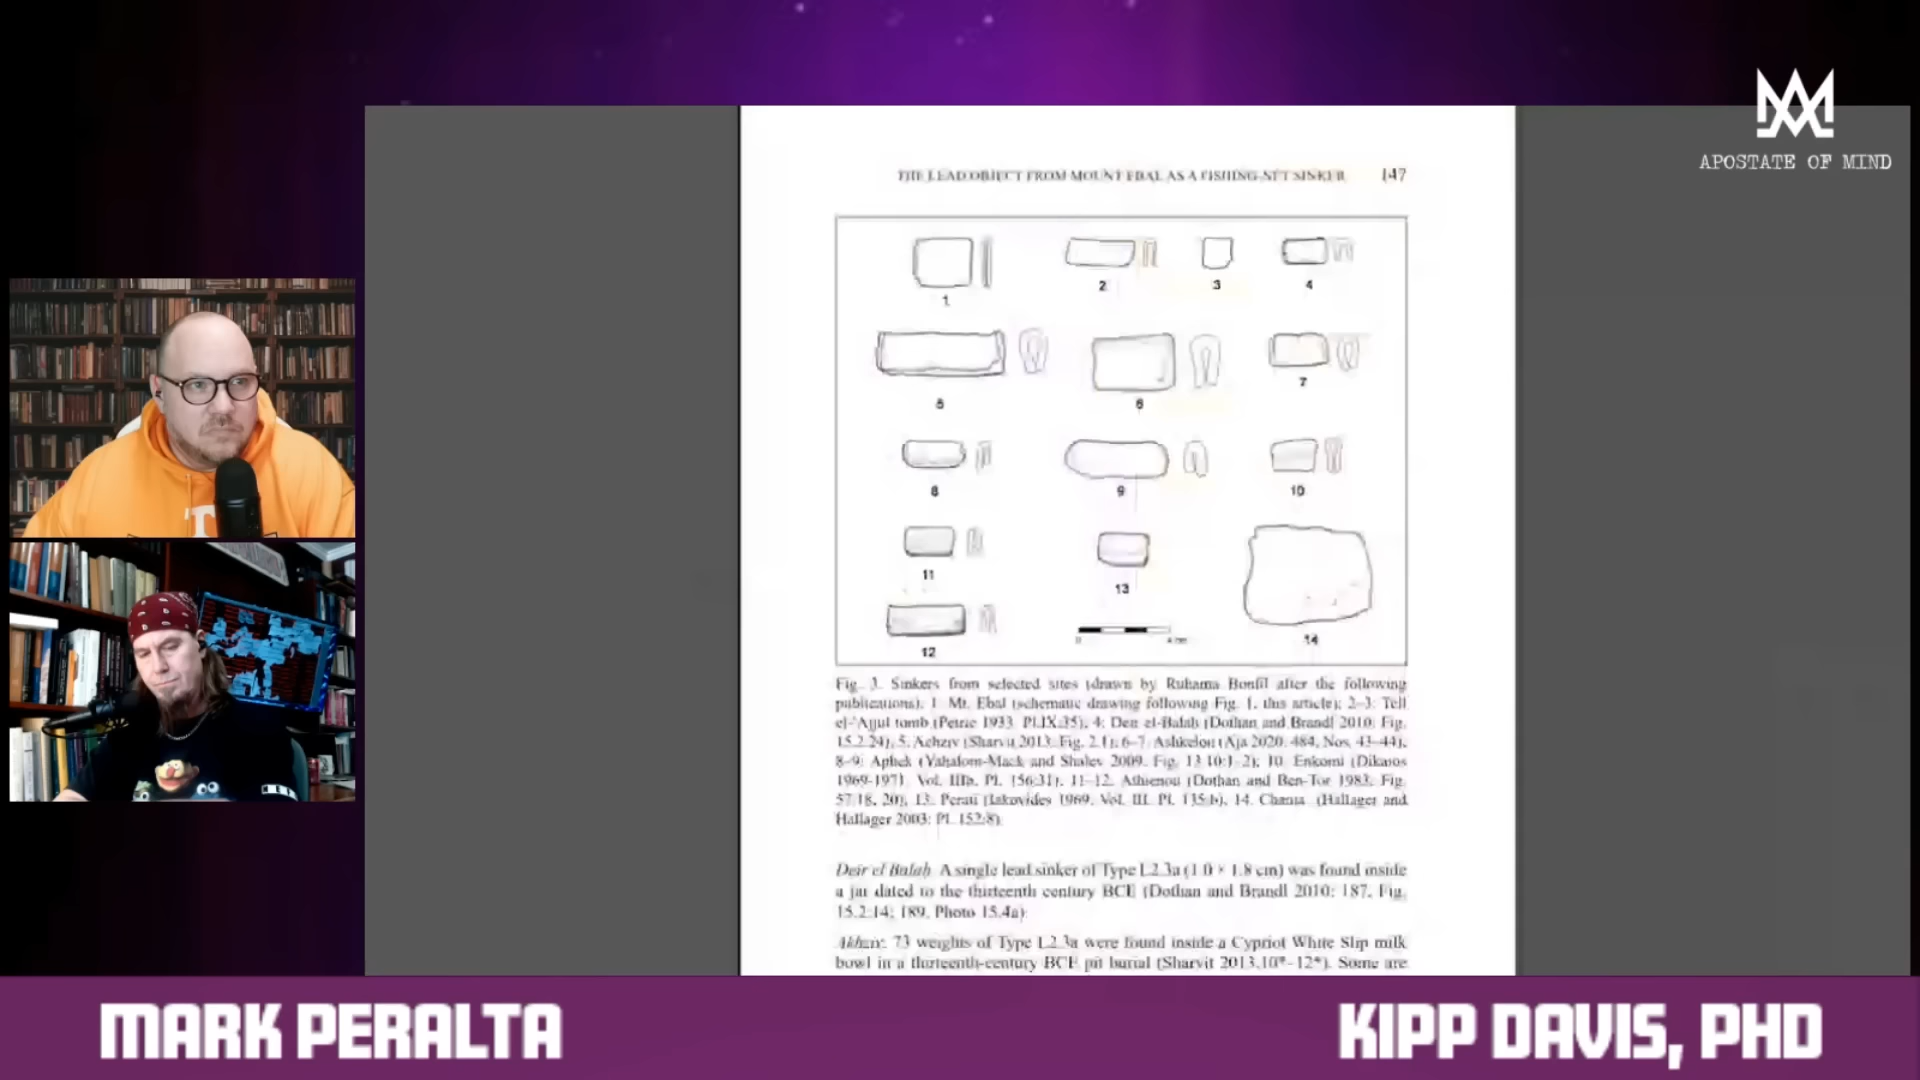 APOSTATE OF MIND
THE LEAD OBJECT FROM MOUNT EBAL AS A FISHING-NET SINKER 147
1 2 3 4
5 6 7
8 9 10
11 13
12 14
0
Fig. 3. Sinkers from selected sites (drawn by Ruhama Bonfil after the following
publications). 1. Mt. Ebal (schematic drawing following Fig. 1, this article); 2–3: Tell
el-ʿAjjul tomb (Petrie 1933. Pl.IX:35), 4: Deir el-Balah (Dothan and Brandl 2010: Fig.
15.2.24), 5. Achziv (Sharvit 2013: Fig. 2.1); 6–7. Ashkelon (Aja 2020: 484, Nos. 43–44),
8–9: Aphek (Yahalom-Mack and Shalev 2009. Fig. 13.10:1–2); 10. Enkomi (Dikaios
1969–1971. Vol. IIIa, Pl. 156:31), 11–12. Athienou (Dothan and Ben-Tor 1983, Fig.
57:18, 20), 13. Perati (Iakovides 1969, Vol. III. Pl. 135:b), 14. Chania (Hallager and
Hallager 2003: Pl. 152:8).
Deir el Balah. A single lead sinker of Type L2.3a (1.0 × 1.8 cm) was found inside
a jar dated to the thirteenth century BCE (Dothan and Brandl 2010: 187, Fig.
15.2:14; 189, Photo 15.4a)
73 weights of Type L2.3a were found inside a Cypriot White Slip milk
bowl in a thirteenth-century BCE pit burial (Sharvit 2013.10*–12*). Some are
MARK PERALTA
KIPP DAVIS, PHD